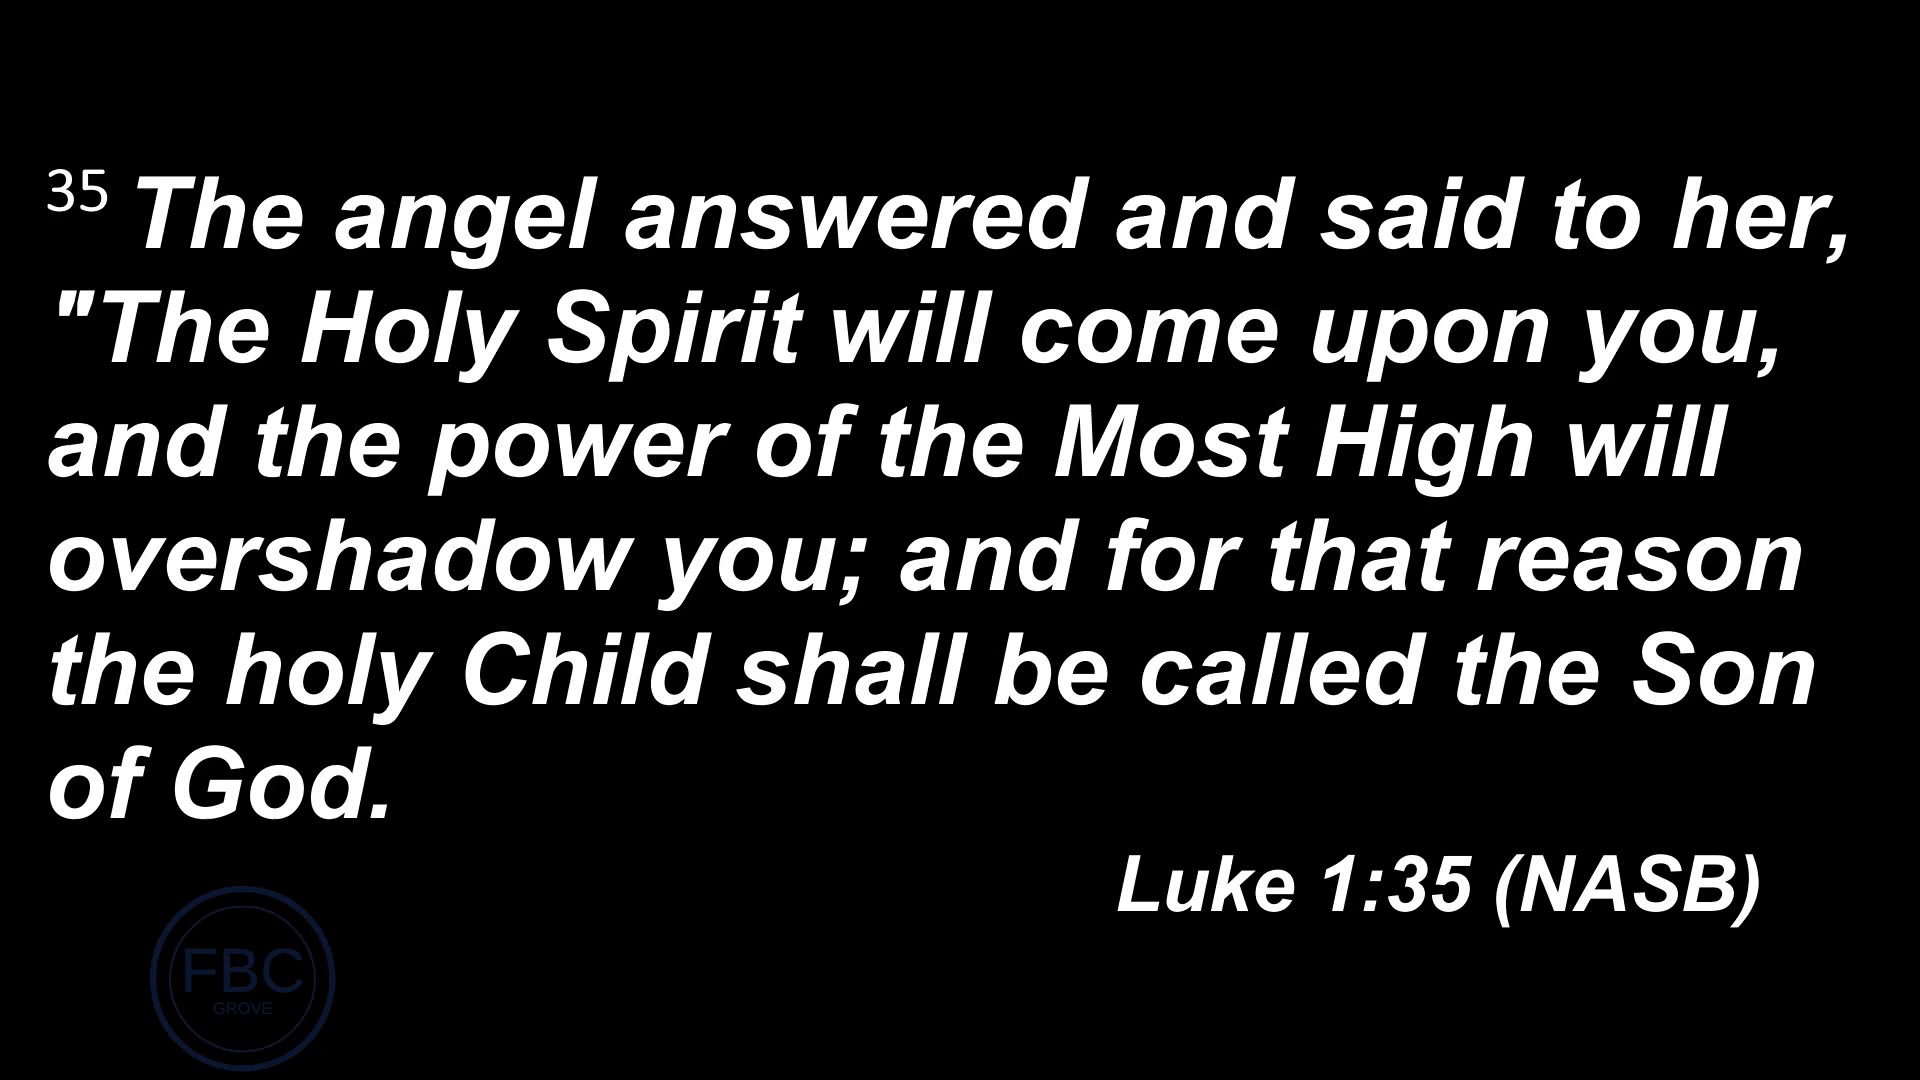 35 The angel answered and said to her,
"The Holy Spirit will come upon you,
and the power of the Most High will
overshadow you; and for that reason
the holy Child shall be called the Son
of God.
Luke 1:35 (NASB)
FBC
GROVE